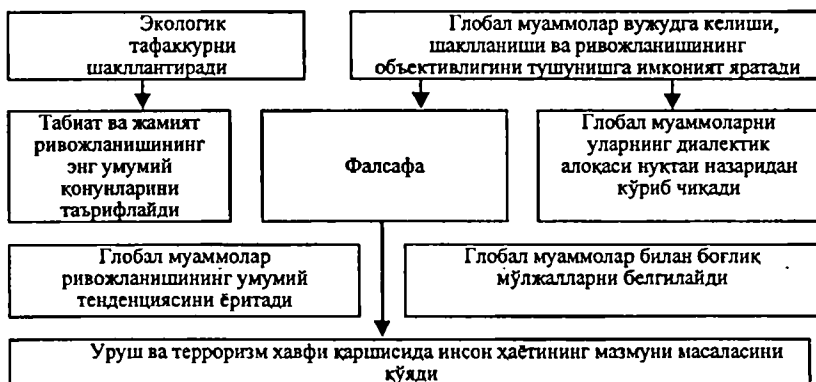 Экологик
тафаккурни
шакллантиради
Глобал муаммолар вужудга келиши,
шаклланиши ва ривожланишининг
объективлигини тушунишга имконият яратади
Табиат ва жамият
ривожланишининг
энг умумий
қонунларини
таърифлайди
Фалсафа
Глобал муаммоларни
уларнинг диалектик
алоқаси нуқтаи назаридан
кўриб чиқади
Глобал муаммолар
ривожланишининг умумий
тенденциясини ёритади
Глобал муаммолар билан боғлиқ
мўлжалларни белгилайди
Уруш ва терроризм хавфи қаршисида инсон ҳаётининг мазмуни масаласини
қўяди